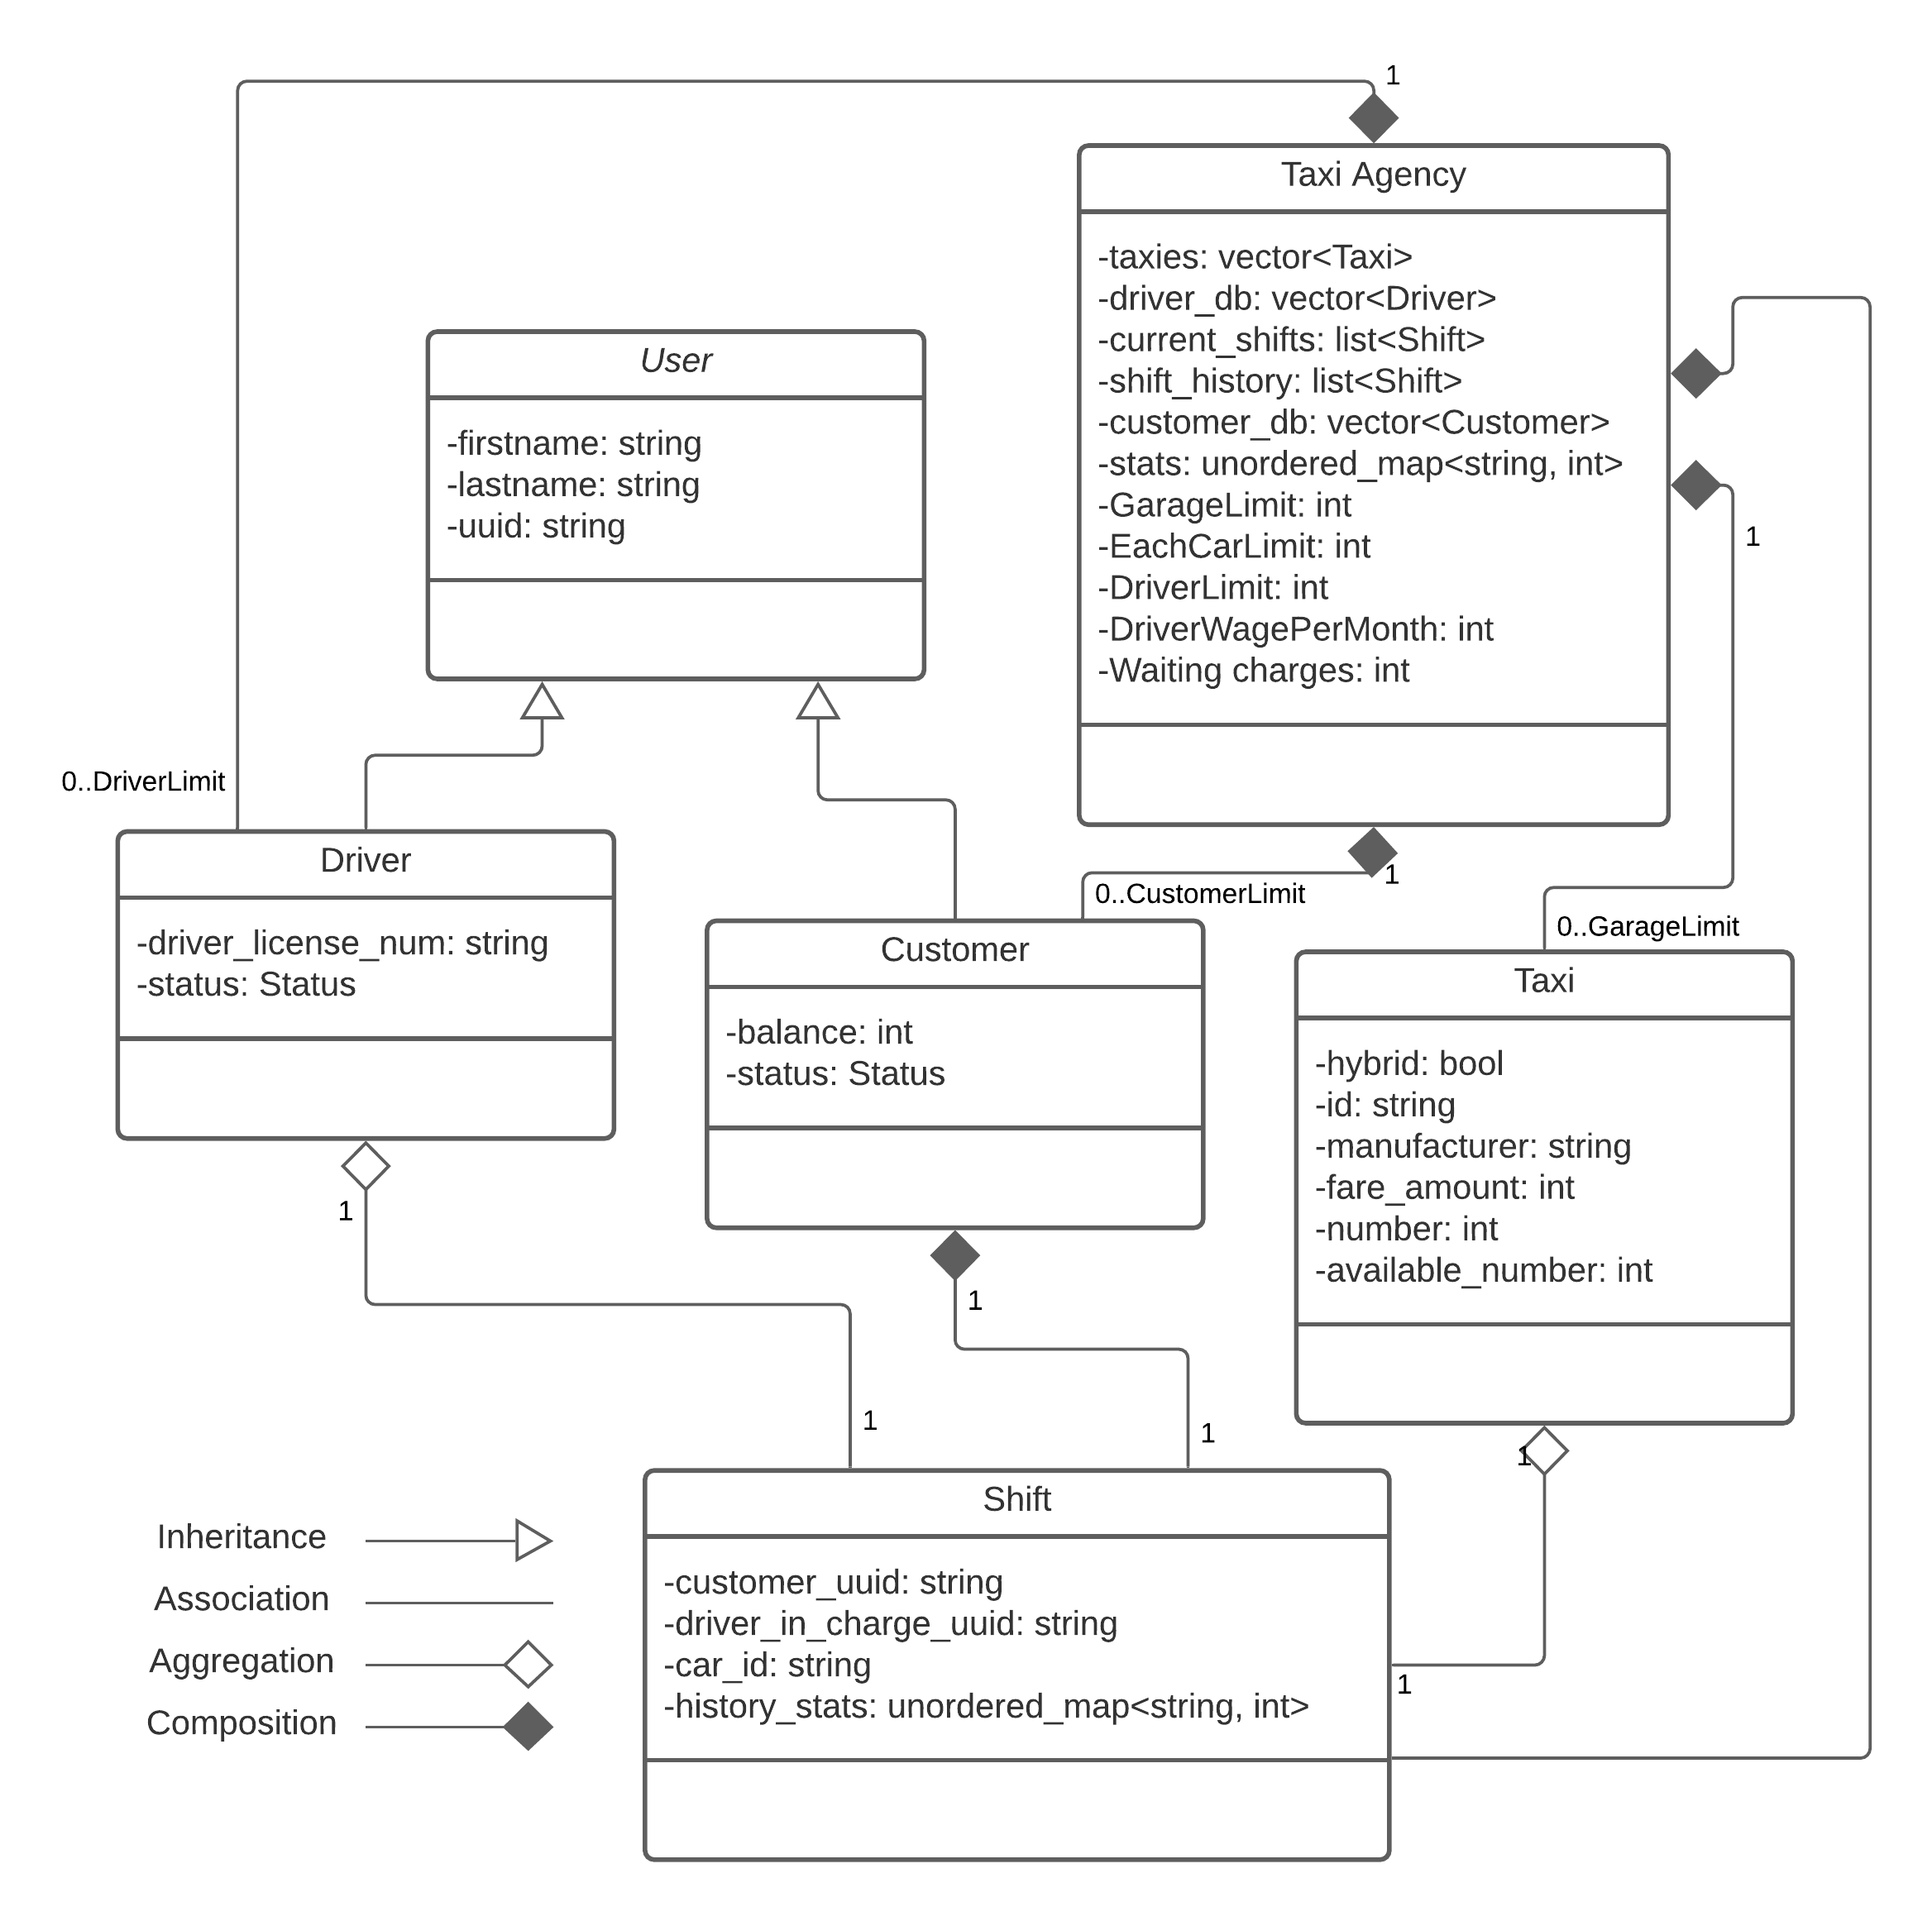 1
Taxi Agency
-taxies: vector<Taxi>
-driver_db: vector<Driver>
-current_shifts: list<Shift>
-shift_history: list<Shift>
-customer_db: vector<Customer>
-stats: unordered_map<string, int>
-GarageLimit: int
-EachCarLimit: int
-DriverLimit: int
-DriverWagePerMonth: int
-Waiting charges: int
1
User
-firstname: string
-lastname: string
-uuid: string
0..DriverLimit
Driver
-driver_license_num: string
-status: Status
1
0..CustomerLimit
1
Customer
-balance: int
-status: Status
1
0..GarageLimit
Taxi
-hybrid: bool
-id: string
-manufacturer: string
-fare_amount: int
-number: int
-available_number: int
1
1
1
Shift
-customer_uuid: string
-driver_in_charge_uuid: string
-car_id: string
-history_stats: unordered_map<string, int>
1
Inheritance
Association
Aggregation
Composition